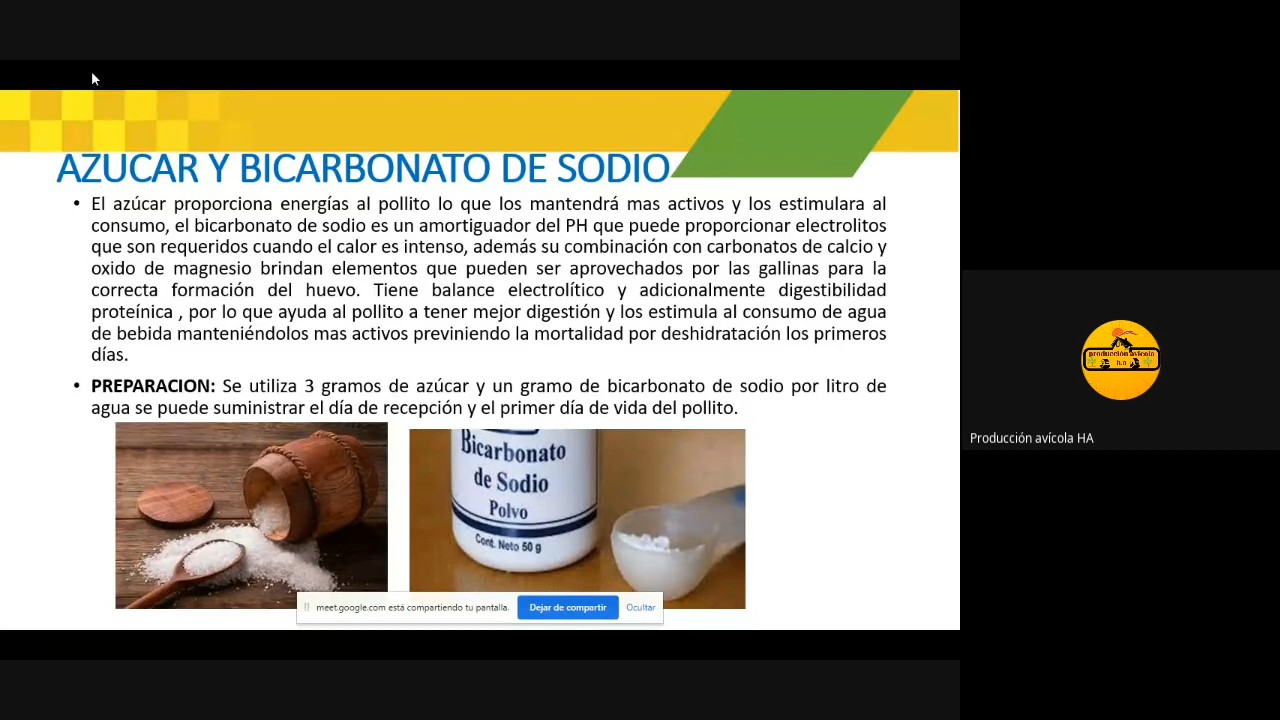 AZUCAR Y BICARBONATO DE SODIO
• El azúcar proporciona energías al pollito lo que los mantendrá mas activos y los estimulara al
consumo, el bicarbonato de sodio es un amortiguador del PH que puede proporcionar electrolitos
que son requeridos cuando el calor es intenso, además su combinación con carbonatos de calcio y
oxido de magnesio brindan elementos que pueden ser aprovechados por las gallinas para la
correcta formación del huevo. Tiene balance electrolítico y adicionalmente digestibilidad
proteínica , por lo que ayuda al pollito a tener mejor digestión y los estimula al consumo de agua
de bebida manteniéndolos mas activos previniendo la mortalidad por deshidratación los primeros
días.
• PREPARACION: Se utiliza 3 gramos de azúcar y un gramo de bicarbonato de sodio por litro de
agua se puede suministrar el día de recepción y el primer día de vida del pollito.
Bicarbonato
de Sodio
Polvo
Cont. Neto 50 g
meet.google.com está compartiendo tu pantalla.
Dejar de compartir
Ocultar
producción avícola
h.a
Producción avícola HA